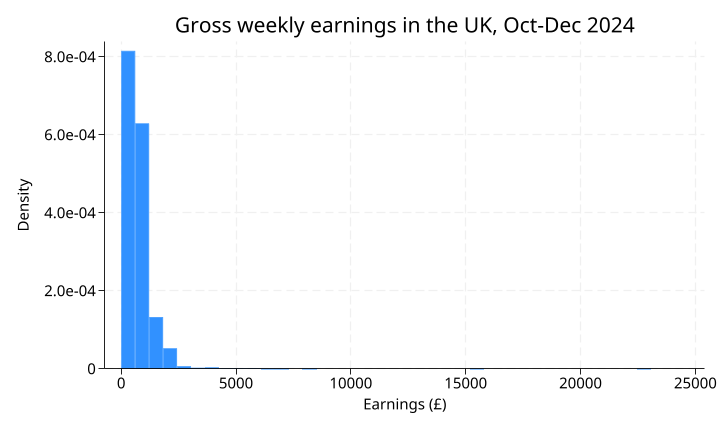 Gross weekly earnings in the UK, Oct-Dec 2024
8.0e-04
6.0e-04
4.0e-04
2.0e-04
0
Density
0 5000 10000 15000 20000 25000
Earnings (£)